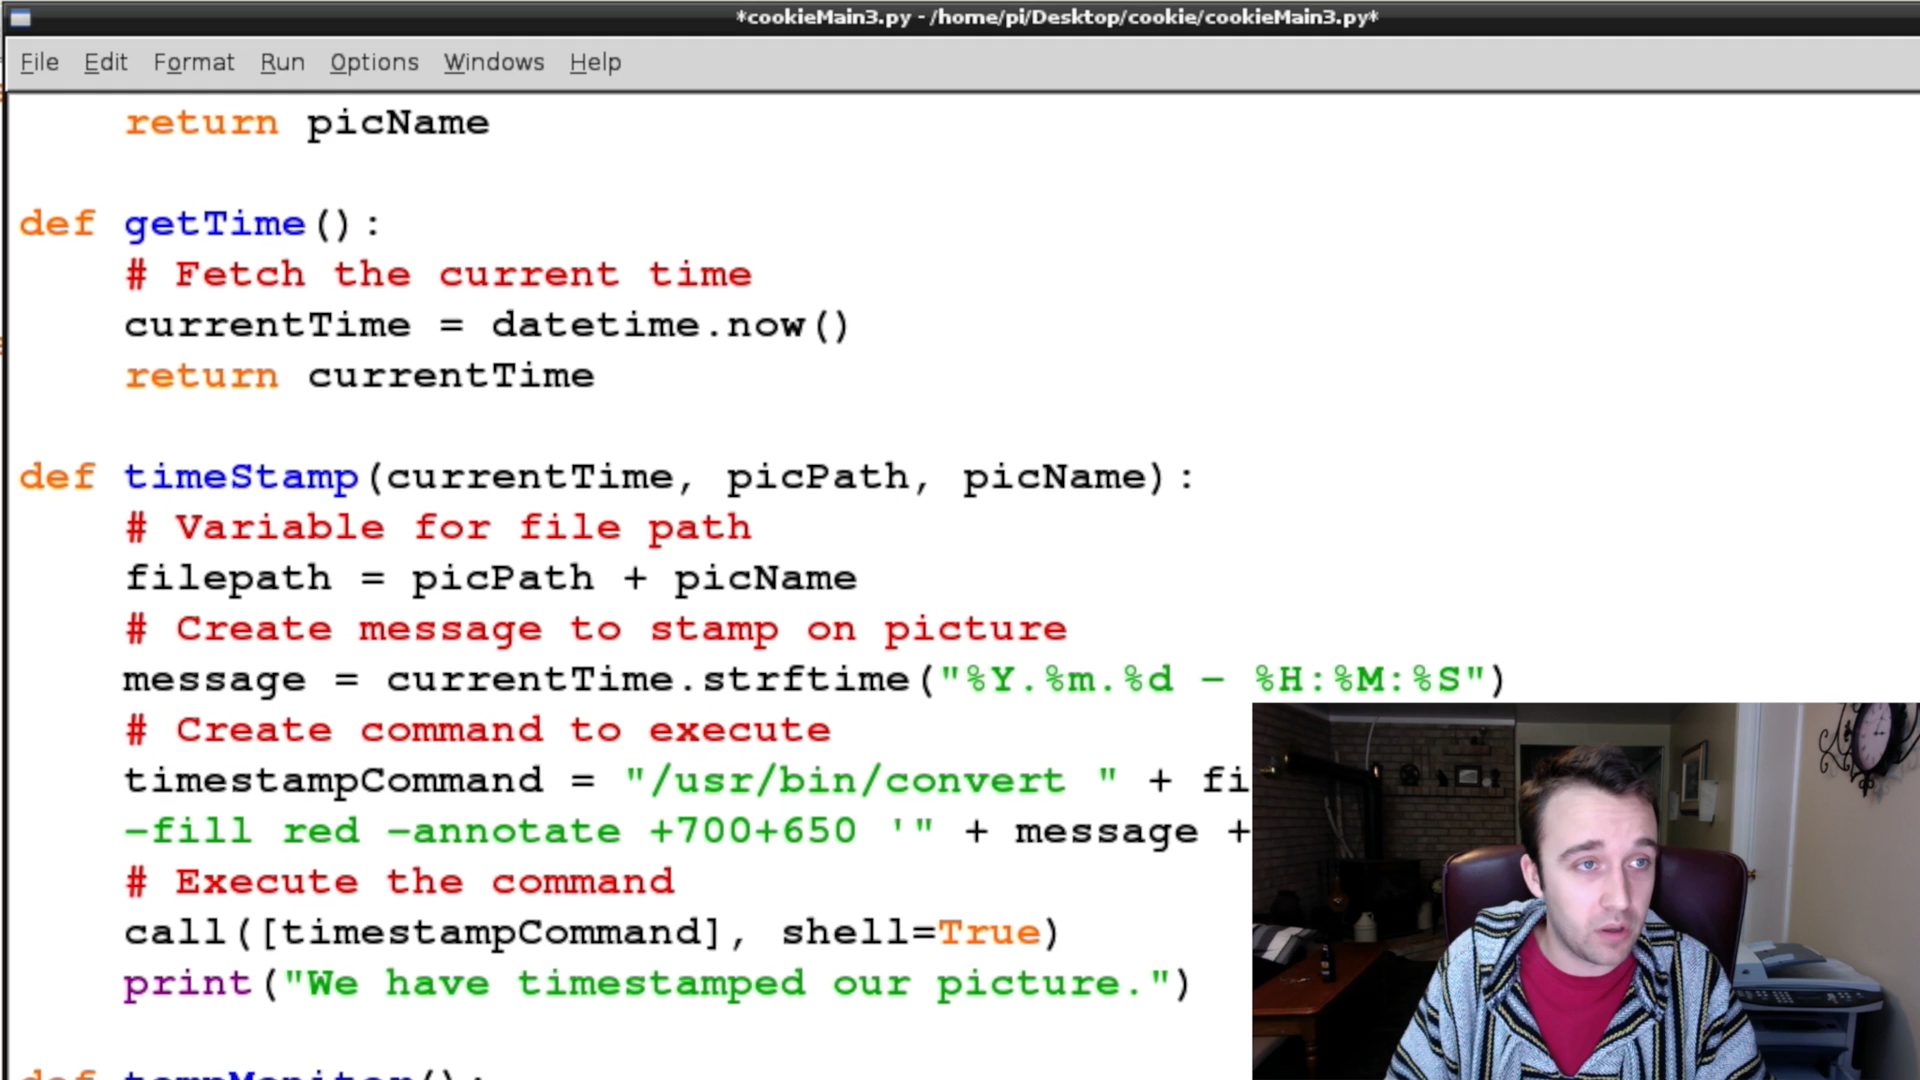 *cookieMain3.py - /home/pi/Desktop/cookie/cookieMain3.py*
File Edit Format Run Options Windows Help
return picName
def getTime():
# Fetch the current time
currentTime = datetime.now()
return currentTime
def timeStamp(currentTime, picPath, picName):
# Variable for file path
filepath = picPath + picName
# Create message to stamp on picture
message = currentTime.strftime("%Y.%m.%d - %H:%M:%S")
# Create command to execute
timestampCommand = "/usr/bin/convert " + fi
-fill red -annotate +700+650 '" + message +
# Execute the command
call([timestampCommand], shell=True)
print("We have timestamped our picture.")